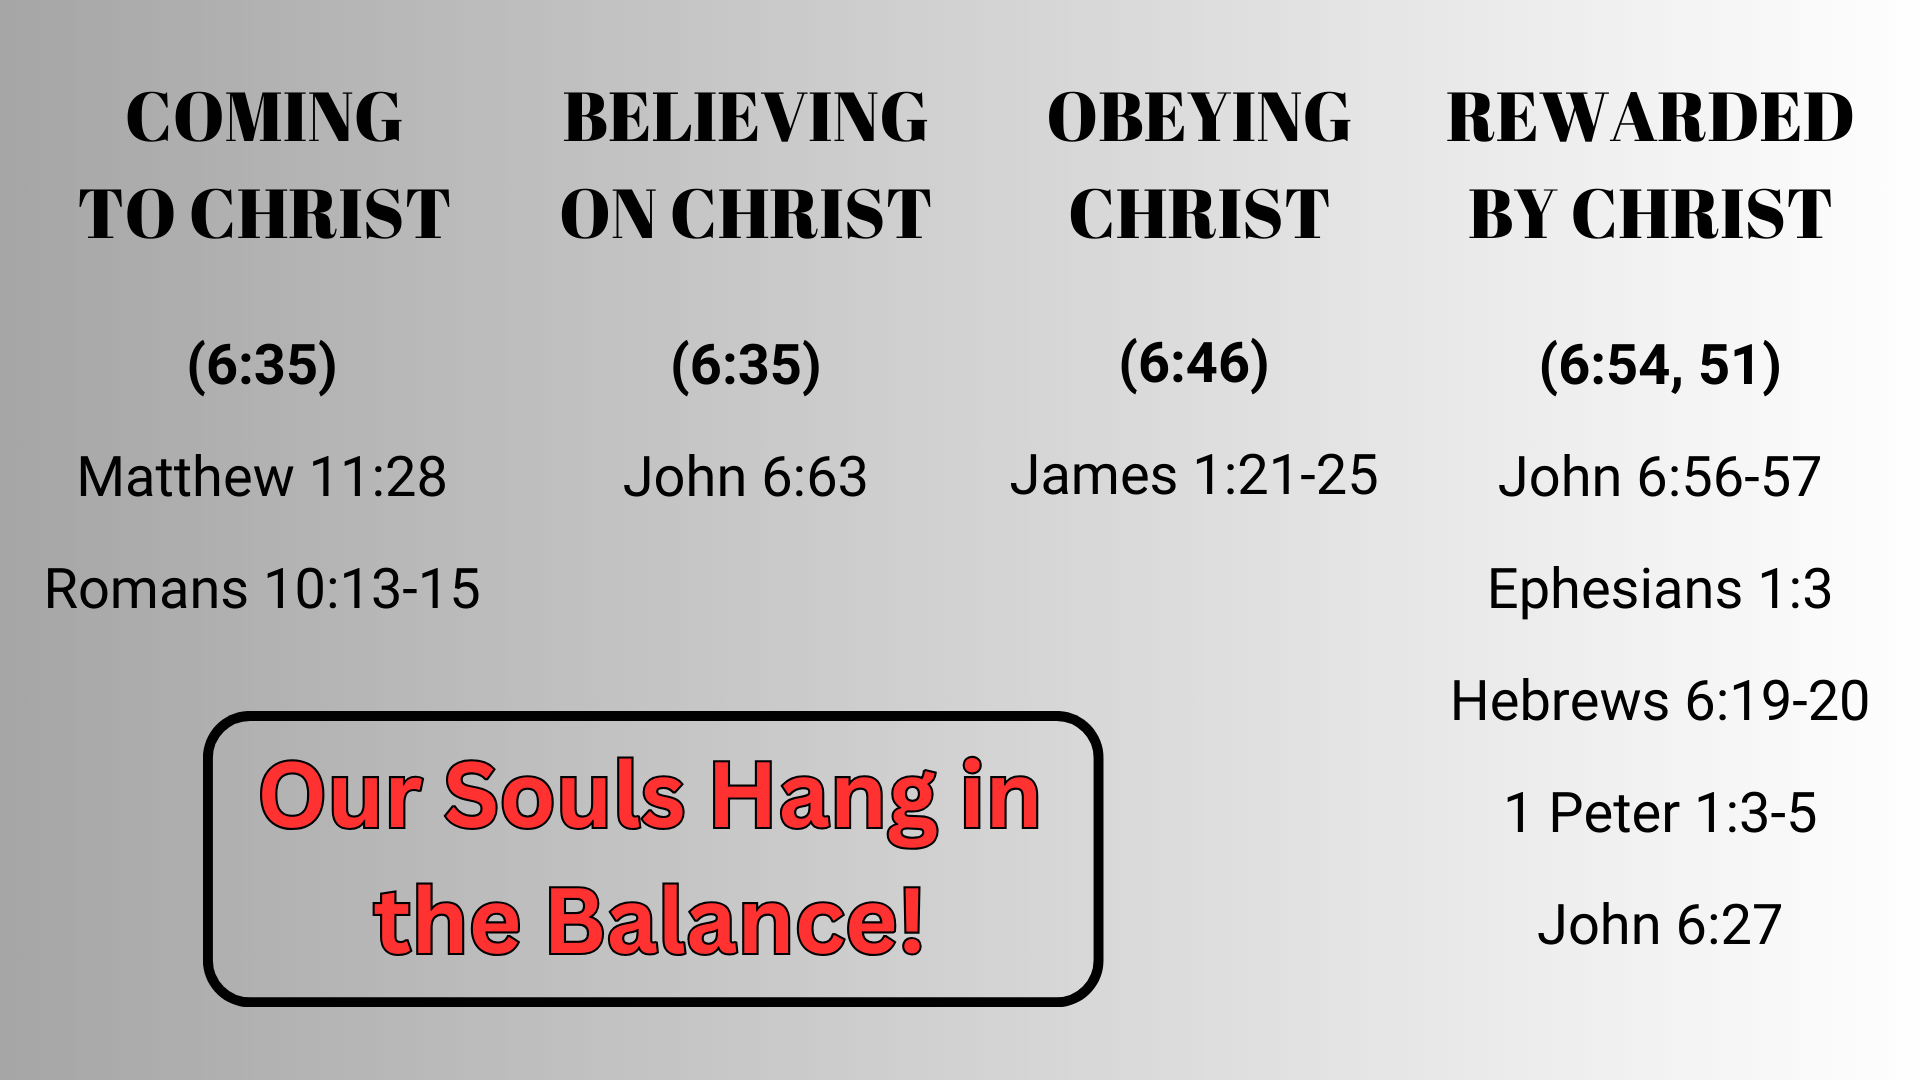 COMING
TO CHRIST
(6:35)
Matthew 11:28
Romans 10:13-15
BELIEVING
ON CHRIST
(6:35)
John 6:63
OBEYING
CHRIST
(6:46)
James 1:21-25
REWARDED
BY CHRIST
(6:54, 51)
John 6:56-57
Ephesians 1:3
Hebrews 6:19-20
1 Peter 1:3-5
John 6:27
Our Souls Hang in
the Balance!